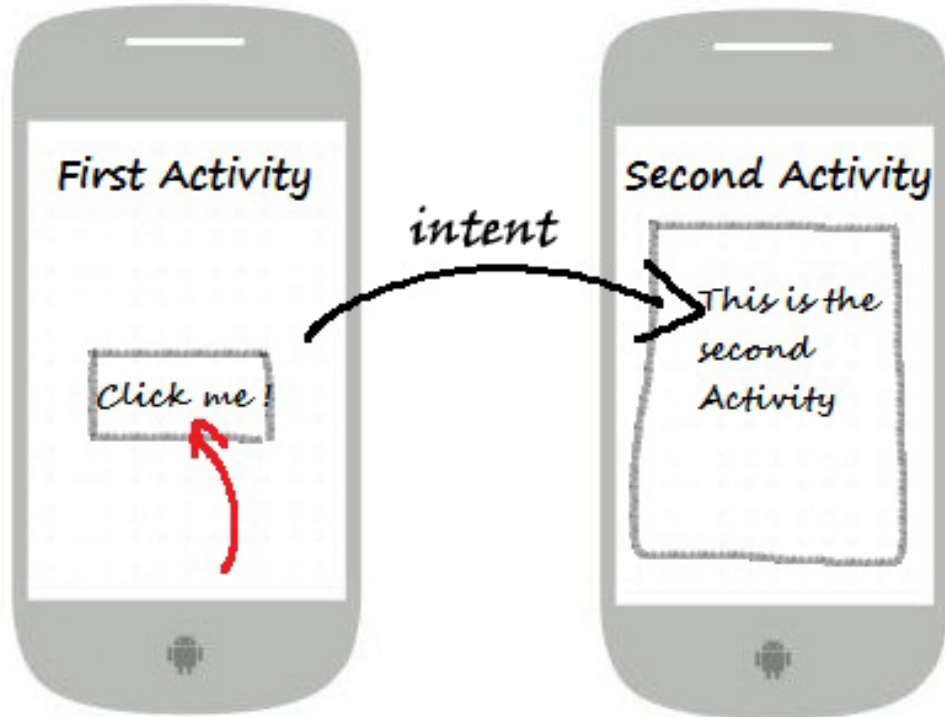 First Activity
Click me !
intent
Second Activity
This is the
second
Activity